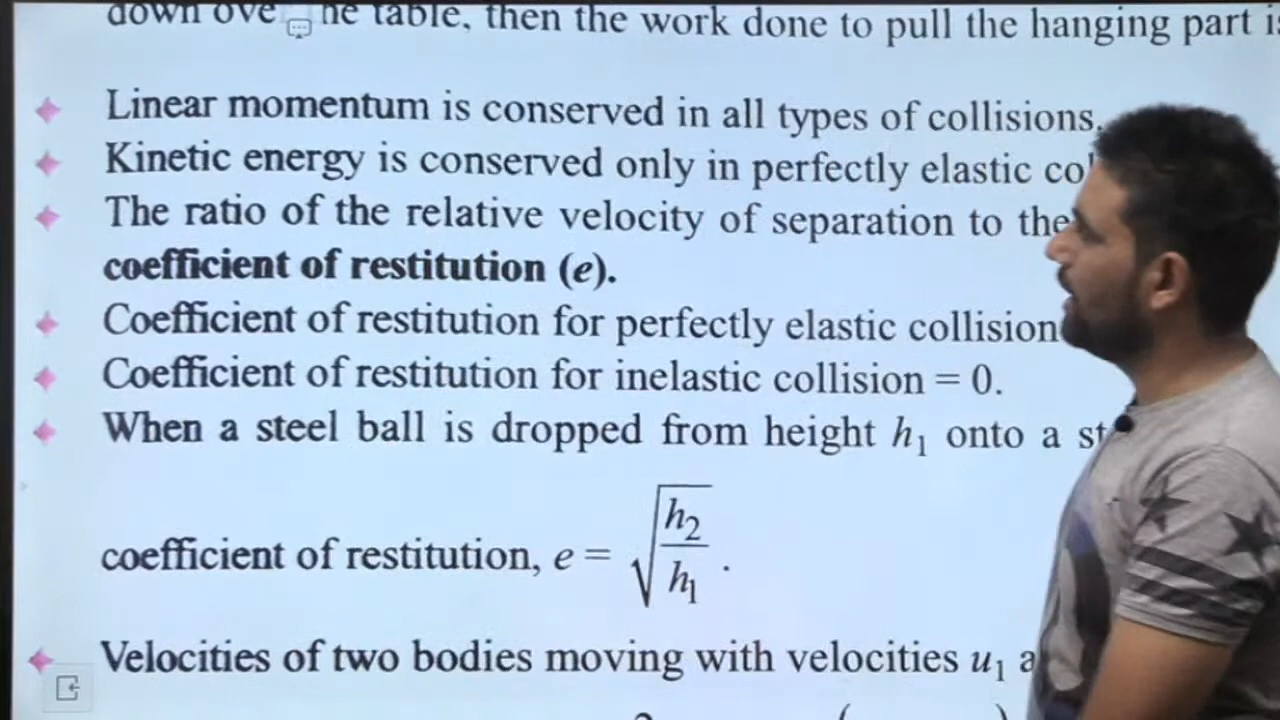 down ove he table, then the work done to pull the hanging part
Linear momentum is conserved in all types of collisions.
Kinetic energy is conserved only in perfectly elastic
The ratio of the relative velocity of separation to the
coefficient of restitution (e).
Coefficient of restitution for perfectly elastic collision
Coefficient of restitution for inelastic collision = 0.
When a steel ball is dropped from height h₁ onto a
coefficient of restitution, e = √(h₂/h₁).
Velocities of two bodies moving with velocities u₁